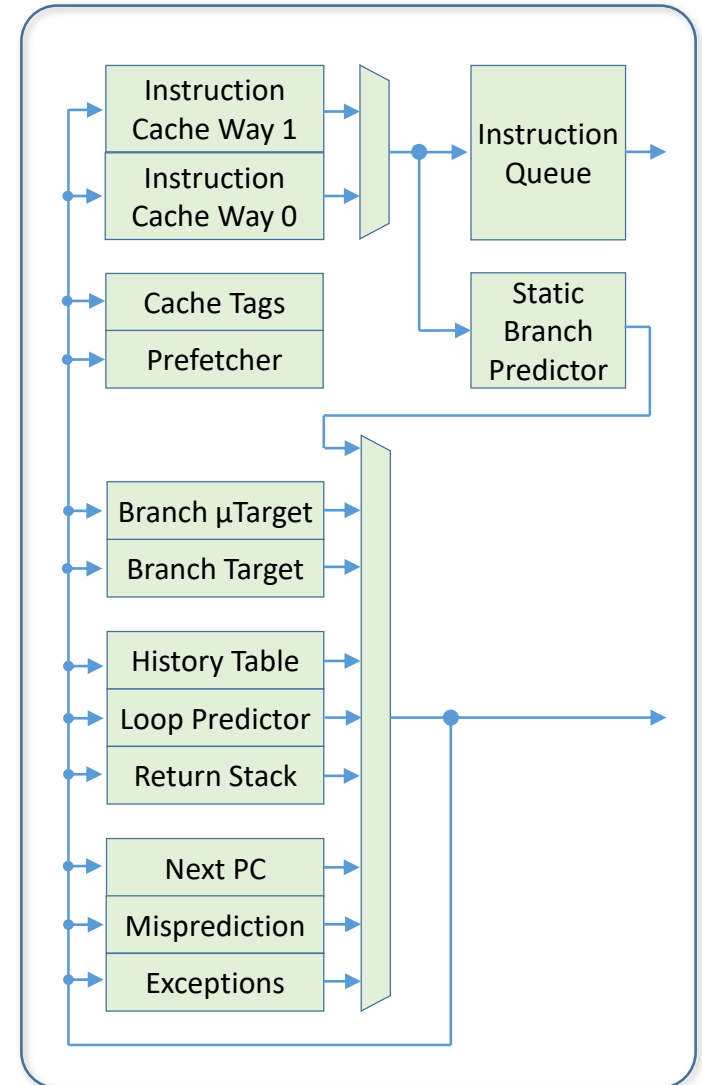 Instruction
Cache Way 1
Instruction
Cache Way 0
Instruction
Queue
Cache Tags
Prefetcher
Static
Branch
Predictor
Branch µTarget
Branch Target
History Table
Loop Predictor
Return Stack
Next PC
Misprediction
Exceptions